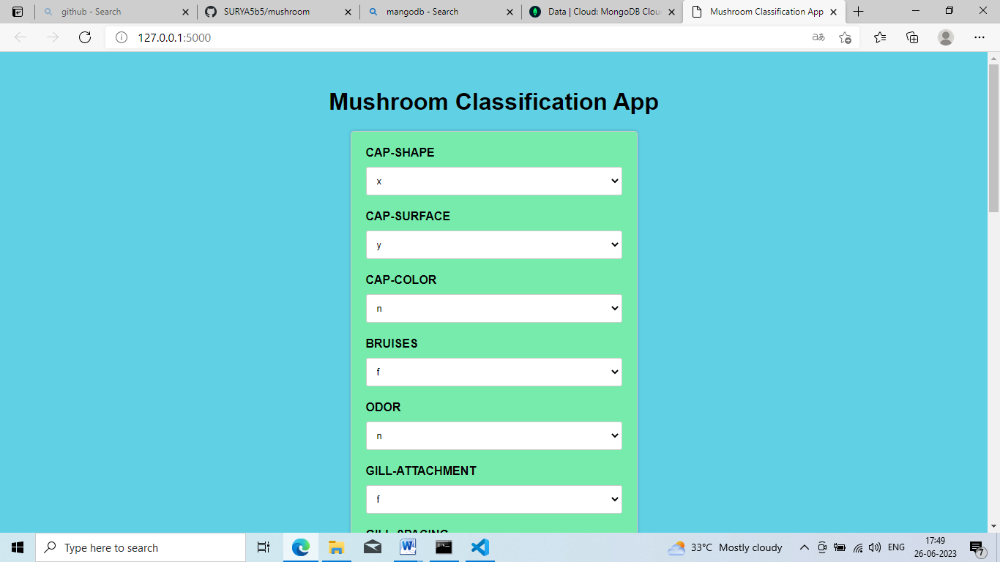 github - Search
SURYA5b5/mushroom
mangodb - Search
Data | Cloud: MongoDB Clou
Mushroom Classification App
127.0.0.1:5000
Mushroom Classification App
CAP-SHAPE
x
CAP-SURFACE
y
CAP-COLOR
n
BRUISES
f
ODOR
n
GILL-ATTACHMENT
f
GILL-SPACING
Type here to search
33°C Mostly cloudy
ENG
17:49
26-06-2023
7